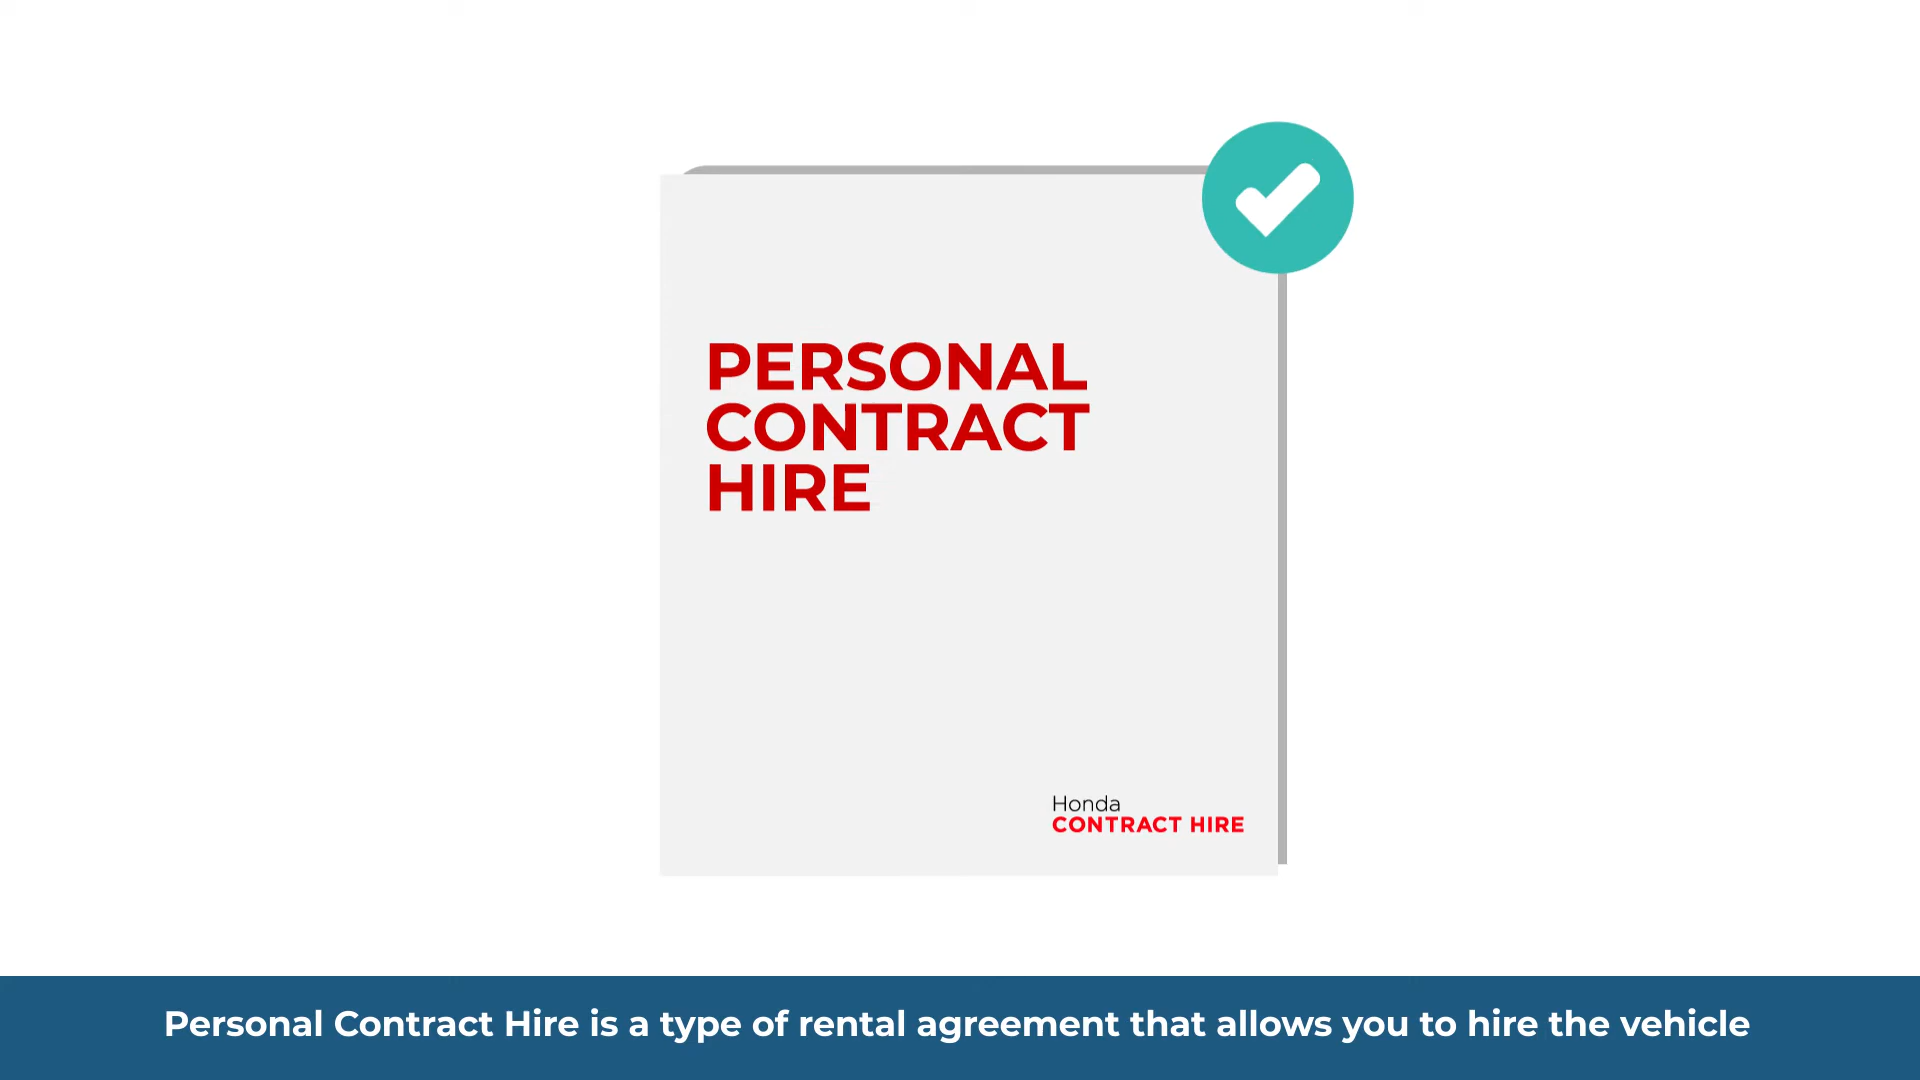 PERSONAL
CONTRACT
HIRE
Honda
CONTRACT HIRE
Personal Contract Hire is a type of rental agreement that allows you to hire the vehicle